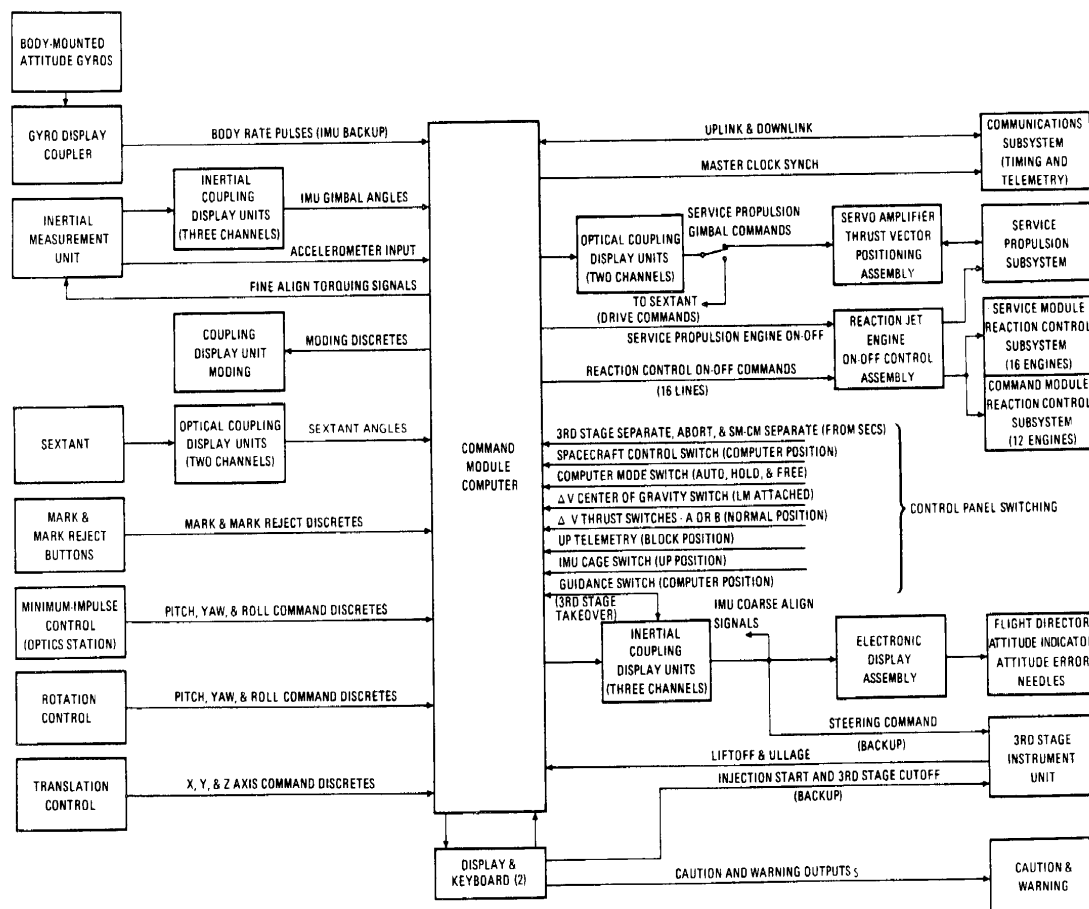 BODY-MOUNTED
ATTITUDE GYROS
GYRO DISPLAY
COUPLER
BODY RATE PULSES (IMU BACKUP)
INERTIAL
COUPLING
DISPLAY UNITS
(THREE CHANNELS)
IMU GIMBAL ANGLES
INERTIAL
MEASUREMENT
UNIT
ACCELEROMETER INPUT
FINE ALIGN TORQUING SIGNALS
COUPLING
DISPLAY UNIT
MODING
MODING DISCRETES
SEXTANT
OPTICAL COUPLING
DISPLAY UNITS
(TWO CHANNELS)
SEXTANT ANGLES
MARK &
MARK REJECT
BUTTONS
MARK & MARK REJECT DISCRETES
MINIMUM-IMPULSE
CONTROL
(OPTICS STATION)
PITCH, YAW, & ROLL COMMAND DISCRETES
ROTATION
CONTROL
PITCH, YAW, & ROLL COMMAND DISCRETES
TRANSLATION
CONTROL
X, Y, & Z AXIS COMMAND DISCRETES
COMMAND
MODULE
COMPUTER
DISPLAY &
KEYBOARD (2)
UPLINK & DOWNLINK
MASTER CLOCK SYNCH
COMMUNICATIONS
SUBSYSTEM
(TIMING AND
TELEMETRY)
OPTICAL COUPLING
DISPLAY UNITS
(TWO CHANNELS)
SERVICE PROPULSION
GIMBAL COMMANDS
TO SEXTANT
(DRIVE COMMANDS)
SERVO AMPLIFIER
THRUST VECTOR
POSITIONING
ASSEMBLY
SERVICE
PROPULSION
SUBSYSTEM
SERVICE PROPULSION ENGINE ON-OFF
REACTION CONTROL ON-OFF COMMANDS
(16 LINES)
REACTION JET
ENGINE
ON-OFF CONTROL
ASSEMBLY
SERVICE MODULE
REACTION CONTROL
SUBSYSTEM
(16 ENGINES)
COMMAND MODULE
REACTION CONTROL
SUBSYSTEM
(12 ENGINES)
3RD STAGE SEPARATE, ABORT, & SM-CM SEPARATE (FROM SECS)
SPACECRAFT CONTROL SWITCH (COMPUTER POSITION)
COMPUTER MODE SWITCH (AUTO, HOLD, & FREE)
Δ V CENTER OF GRAVITY SWITCH (LM ATTACHED)
Δ V THRUST SWITCHES - A OR B (NORMAL POSITION)
UP TELEMETRY (BLOCK POSITION)
IMU CAGE SWITCH (UP POSITION)
GUIDANCE SWITCH (COMPUTER POSITION)
(3RD STAGE
TAKEOVER)
CONTROL PANEL SWITCHING
IMU COARSE ALIGN
SIGNALS
INERTIAL
COUPLING
DISPLAY UNITS
(THREE CHANNELS)
ELECTRONIC
DISPLAY
ASSEMBLY
FLIGHT DIRECTOR
ATTITUDE INDICATOR
ATTITUDE ERROR
NEEDLES
STEERING COMMAND
(BACKUP)
LIFTOFF & ULLAGE
INJECTION START AND 3RD STAGE CUTOFF
(BACKUP)
3RD STAGE
INSTRUMENT
UNIT
CAUTION AND WARNING OUTPUTS
CAUTION &
WARNING